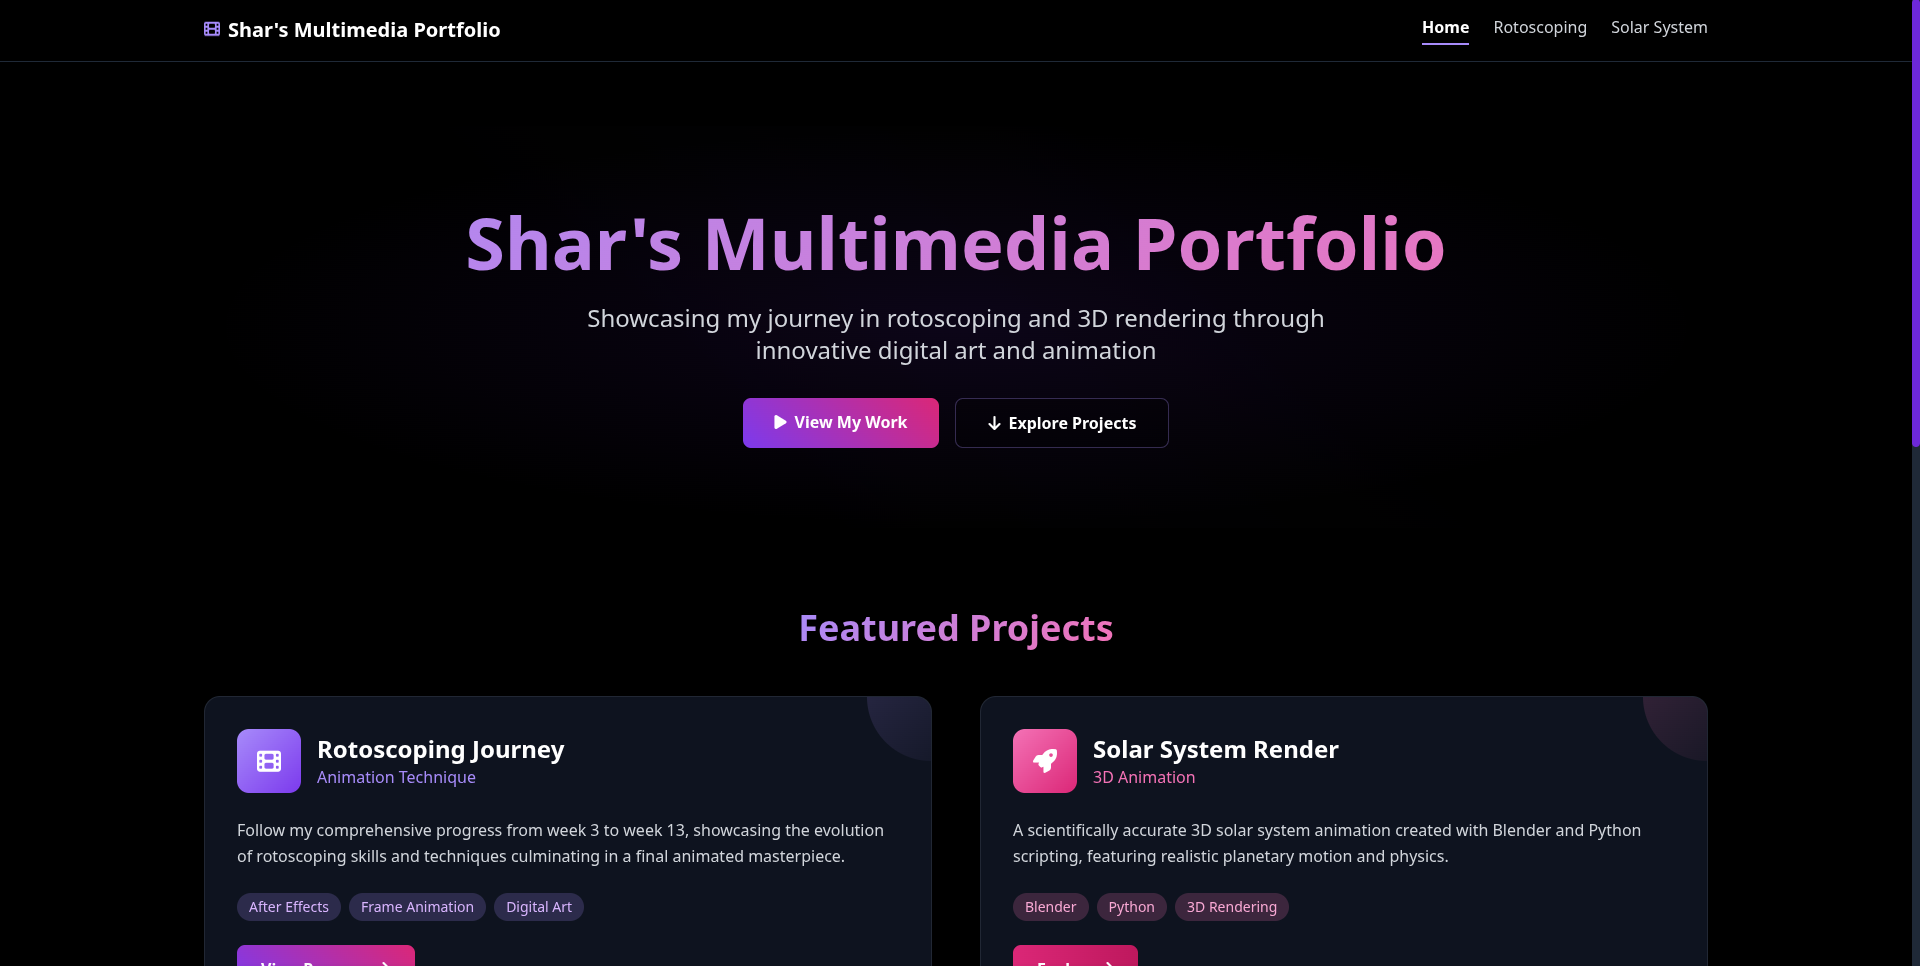 Shar's Multimedia Portfolio
Home
Rotoscoping
Solar System
Shar's Multimedia Portfolio
Showcasing my journey in rotoscoping and 3D rendering through
innovative digital art and animation
View My Work
Explore Projects
Featured Projects
Rotoscoping Journey
Animation Technique
Follow my comprehensive progress from week 3 to week 13, showcasing the evolution
of rotoscoping skills and techniques culminating in a final animated masterpiece.
After Effects
Frame Animation
Digital Art
Solar System Render
3D Animation
A scientifically accurate 3D solar system animation created with Blender and Python
scripting, featuring realistic planetary motion and physics.
Blender
Python
3D Rendering